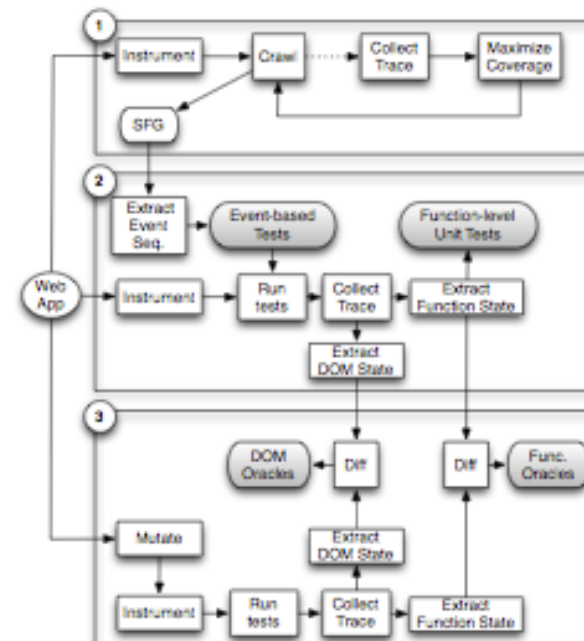 1
Instrument
Crawl
Collect
Trace
Maximize
Coverage
SFG
2
Extract
Event
Seq.
Event-based
Tests
Function-level
Unit Tests
Web
App
Instrument
Run
tests
Collect
Trace
Extract
Function State
Extract
DOM State
3
DOM
Oracles
Diff
Diff
Func.
Oracles
Mutate
Extract
DOM State
Instrument
Run
tests
Collect
Trace
Extract
Function State